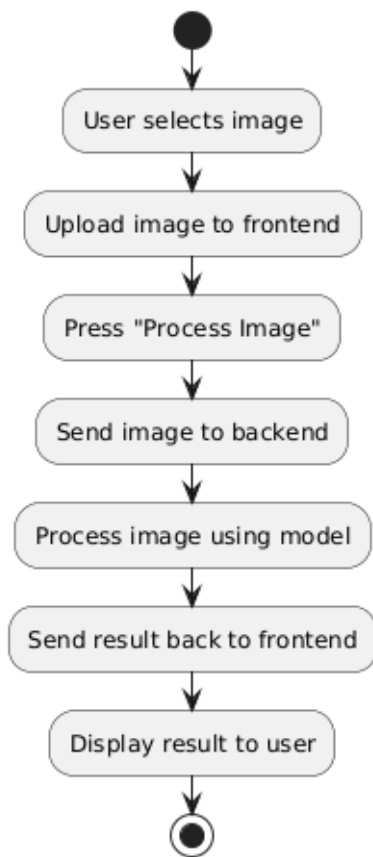 User selects image
Upload image to frontend
Press "Process Image"
Send image to backend
Process image using model
Send result back to frontend
Display result to user